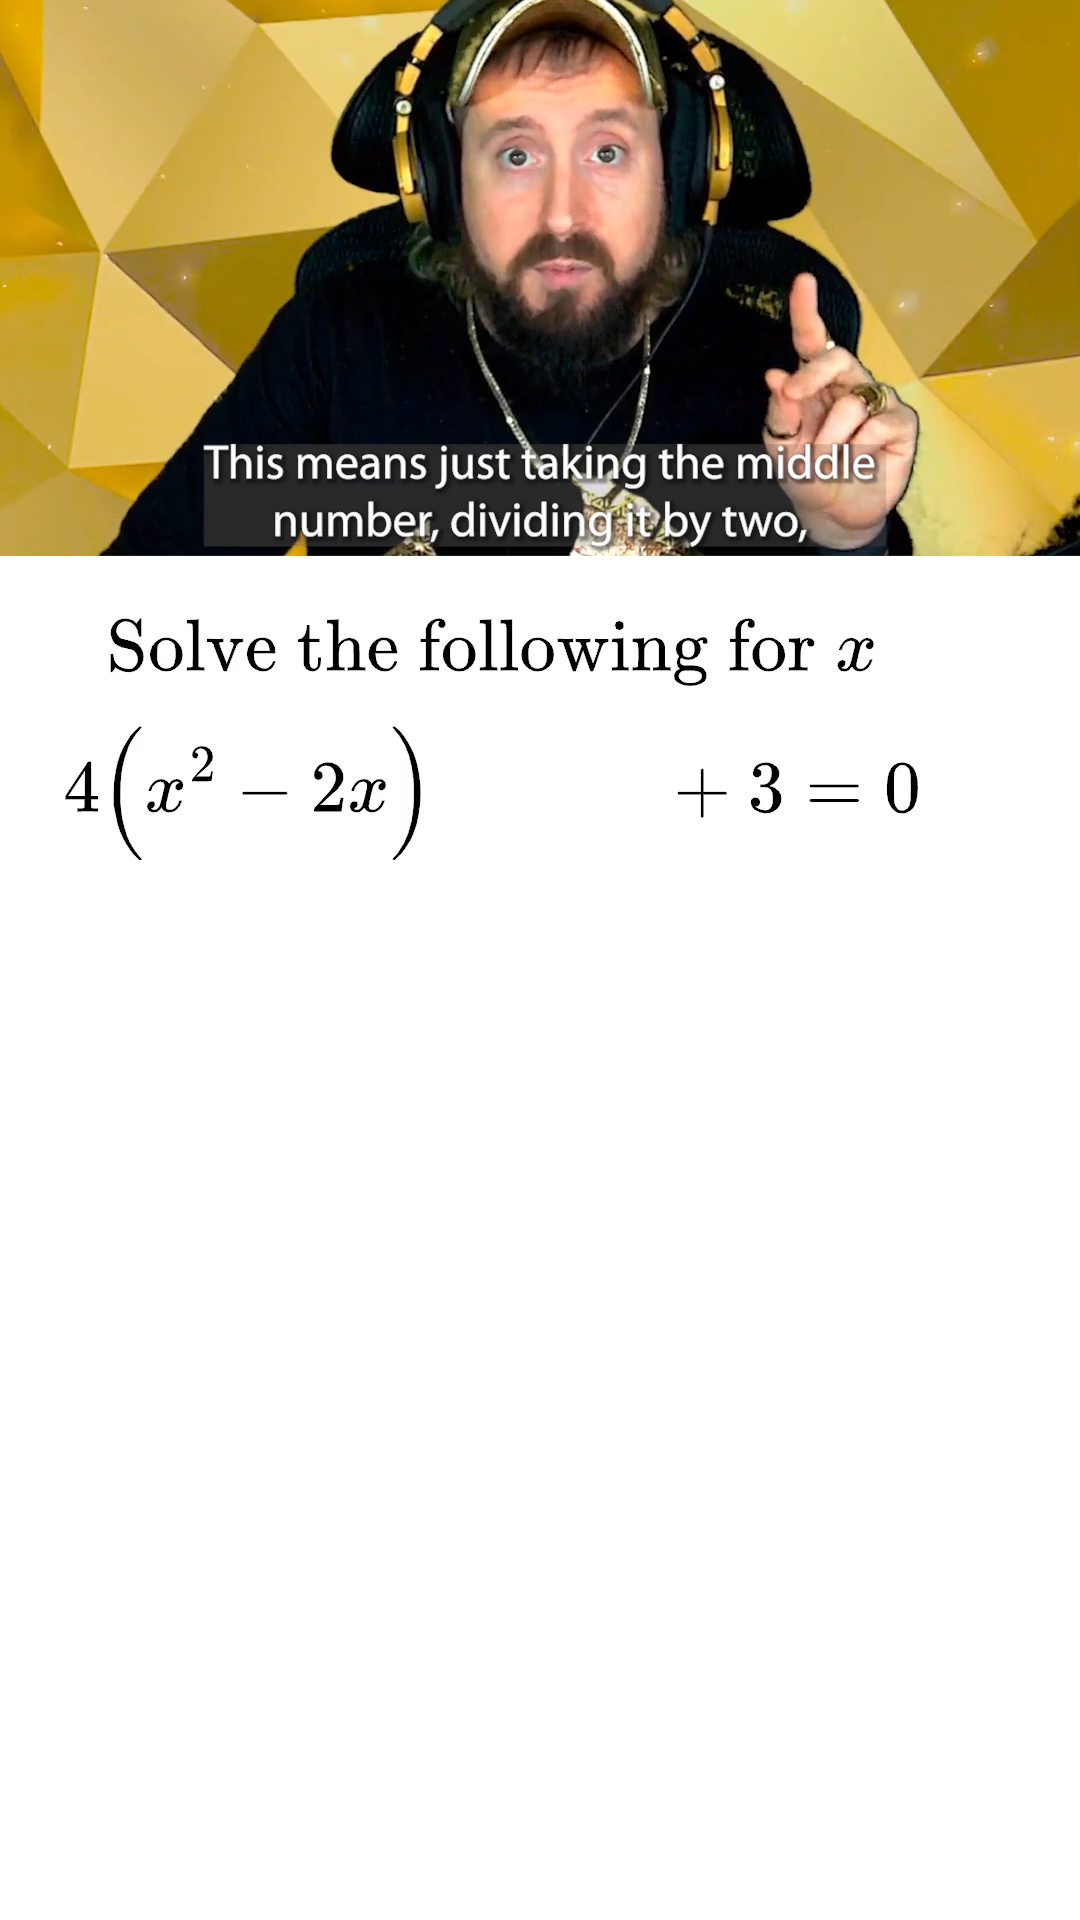 This means just taking the middle
number, dividing it by two,
Solve the following for x
4(x² − 2x) + 3 = 0